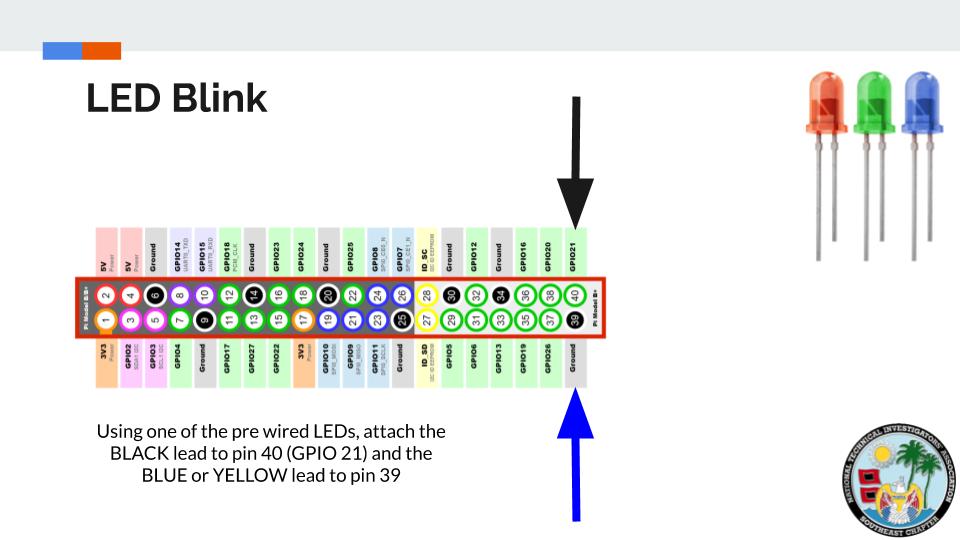 LED Blink
5V
Power
5V
Power
Ground
GPIO14
UART0_TXD
GPIO15
UART0_RXD
GPIO18
PCM_CLK
Ground
GPIO23
GPIO24
Ground
GPIO25
GPIO8
SPI0_CE0_N
GPIO7
SPI0_CE1_N
ID SC
I2C ID EEPROM
Ground
GPIO12
Ground
GPIO16
GPIO20
GPIO21
Pi Model B/B+
2 4 6 8 10 12 14 16 18 20 22 24 26 28 30 32 34 36 38 40
1 3 5 7 9 11 13 15 17 19 21 23 25 27 29 31 33 35 37 39
Pi Model B+
3V3
Power
GPIO2
SDA1 I2C
GPIO3
SCL1 I2C
GPIO4
Ground
GPIO17
GPIO27
GPIO22
3V3
Power
GPIO10
SPI0_MOSI
GPIO9
SPI0_MISO
GPIO11
SPI0_SCLK
Ground
ID SD
I2C ID EEPROM
GPIO5
GPIO6
GPIO13
GPIO19
GPIO26
Ground
Using one of the pre wired LEDs, attach the
BLACK lead to pin 40 (GPIO 21) and the
BLUE or YELLOW lead to pin 39
NATIONAL TECHNICAL INVESTIGATORS' ASSOCIATION
SOUTHEAST CHAPTER